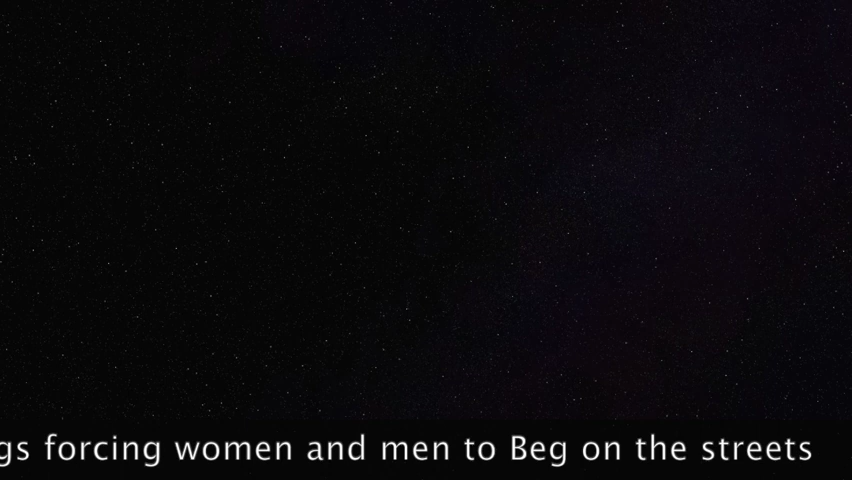 gs forcing women and men to Beg on the streets